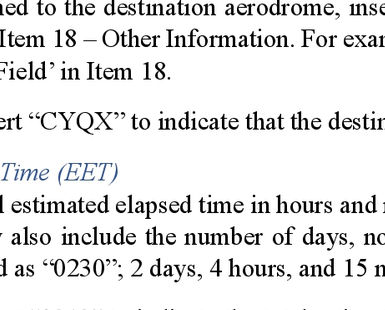 ned to the destination aerodrome, inse
Item 18 – Other Information. For exar
Field’ in Item 18.
ert “CYQX” to indicate that the destin
Time (EET)
l estimated elapsed time in hours and
also include the number of days, no
d as “0230”; 2 days, 4 hours, and 15 m